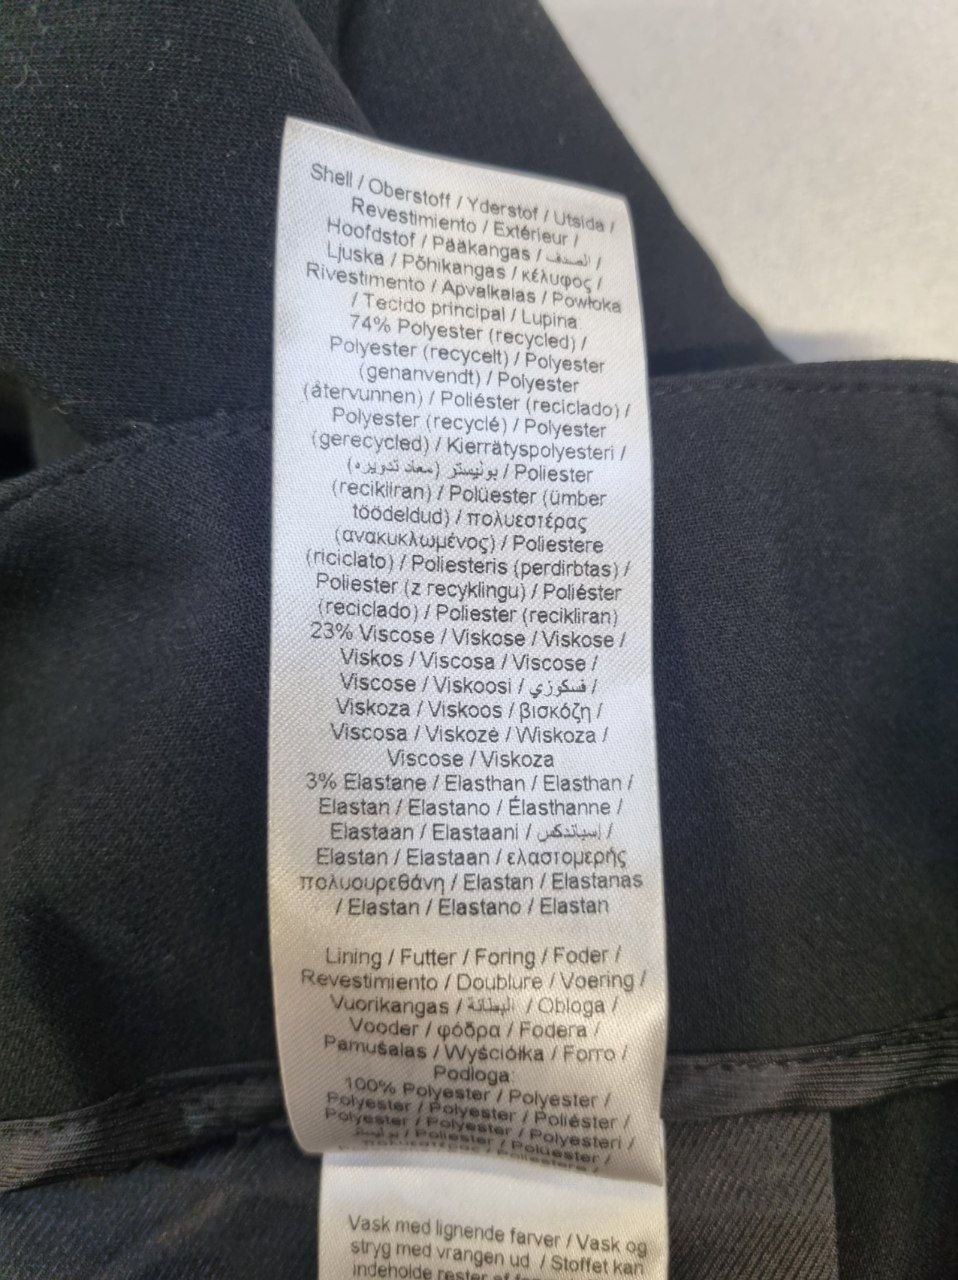 Shell / Oberstoff / Yderstof / Utsida /
Revestimiento / Extérieur /
Hoofdstof / Pääkangas / الصدف /
Ljuska / Põhikangas / κέλυφος /
Rivestimento / Apvalkalas / Powłoka
/ Tecido principal / Lupina
74% Polyester (recycled) /
Polyester (recycelt) / Polyester
(genanvendt) / Polyester
(återvunnen) / Poliéster (reciclado) /
Polyester (recyclé) / Polyester
(gerecycled) / Kierrätyspolyesteri /
بوليستر (معاد تدويره) / Poliester
(recikliran) / Polüester (ümber
töödeldud) / πολυεστέρας
(ανακυκλωμένος) / Poliestere
(riciclato) / Poliesteris (perdirbtas) /
Poliester (z recyklingu) / Poliéster
(reciclado) / Poliester (recikliran)
23% Viscose / Viskose / Viskose /
Viskos / Viscosa / Viscose /
Viscose / Viskoosi / فسكوزي /
Viskoza / Viskoos / βισκόζη /
Viscosa / Viskozė / Wiskoza /
Viscose / Viskoza
3% Elastane / Elasthan / Elasthan /
Elastan / Elastano / Élasthanne /
Elastaan / Elastaani / إسباندكس /
Elastan / Elastaan / ελαστομερής
πολυουρεθάνη / Elastan / Elastanas
/ Elastan / Elastano / Elastan
Lining / Futter / Foring / Foder /
Revestimiento / Doublure / Voering /
Vuorikangas / البطانة / Obloga /
Vooder / φόδρα / Fodera /
Pamušalas / Wyściółka / Forro /
Podloga:
100% Polyester / Polyester /
Polyester / Polyester / Poliéster /
Polyester / Polyester / Polyesteri /
بوليستر / Poliester / Polüester
Vask med lignende farver / Vask og
stryg med vrangen ud / Stoffet kan
indeholde rester af